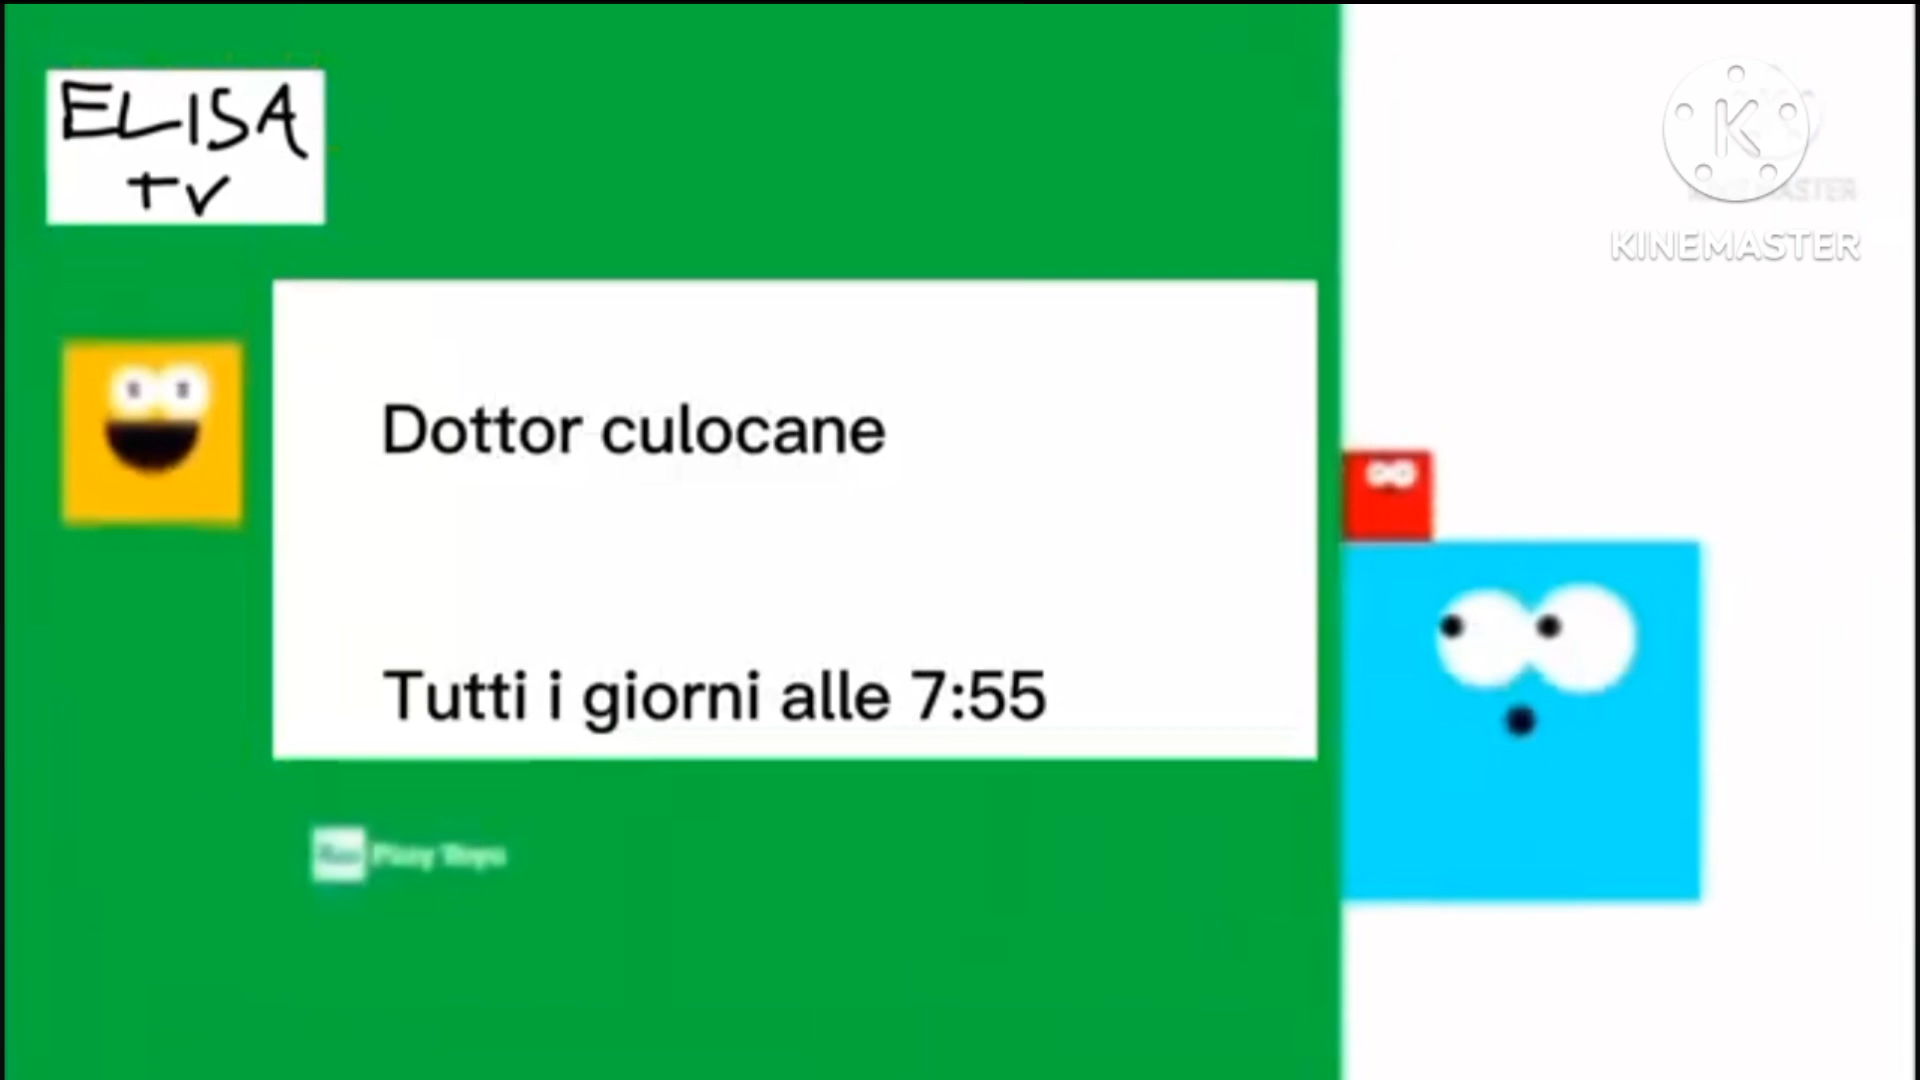 ELISA
TV
K
KINEMASTER
Dottor culocane
Tutti i giorni alle 7:55